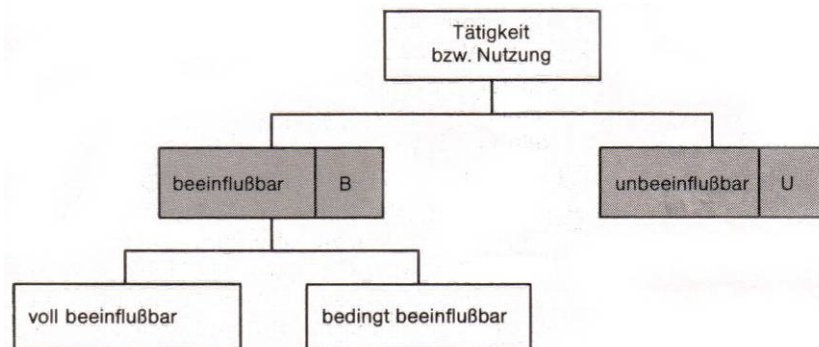 Tätigkeit
bzw. Nutzung
beeinflußbar B
unbeeinflußbar U
voll beeinflußbar
bedingt beeinflußbar